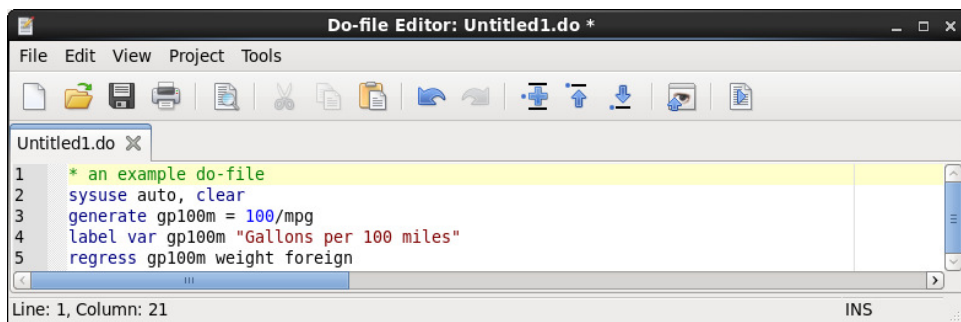 Do-file Editor: Untitled1.do *
File Edit View Project Tools
Untitled1.do
1 * an example do-file
2 sysuse auto, clear
3 generate gp100m = 100/mpg
4 label var gp100m "Gallons per 100 miles"
5 regress gp100m weight foreign
Line: 1, Column: 21 INS